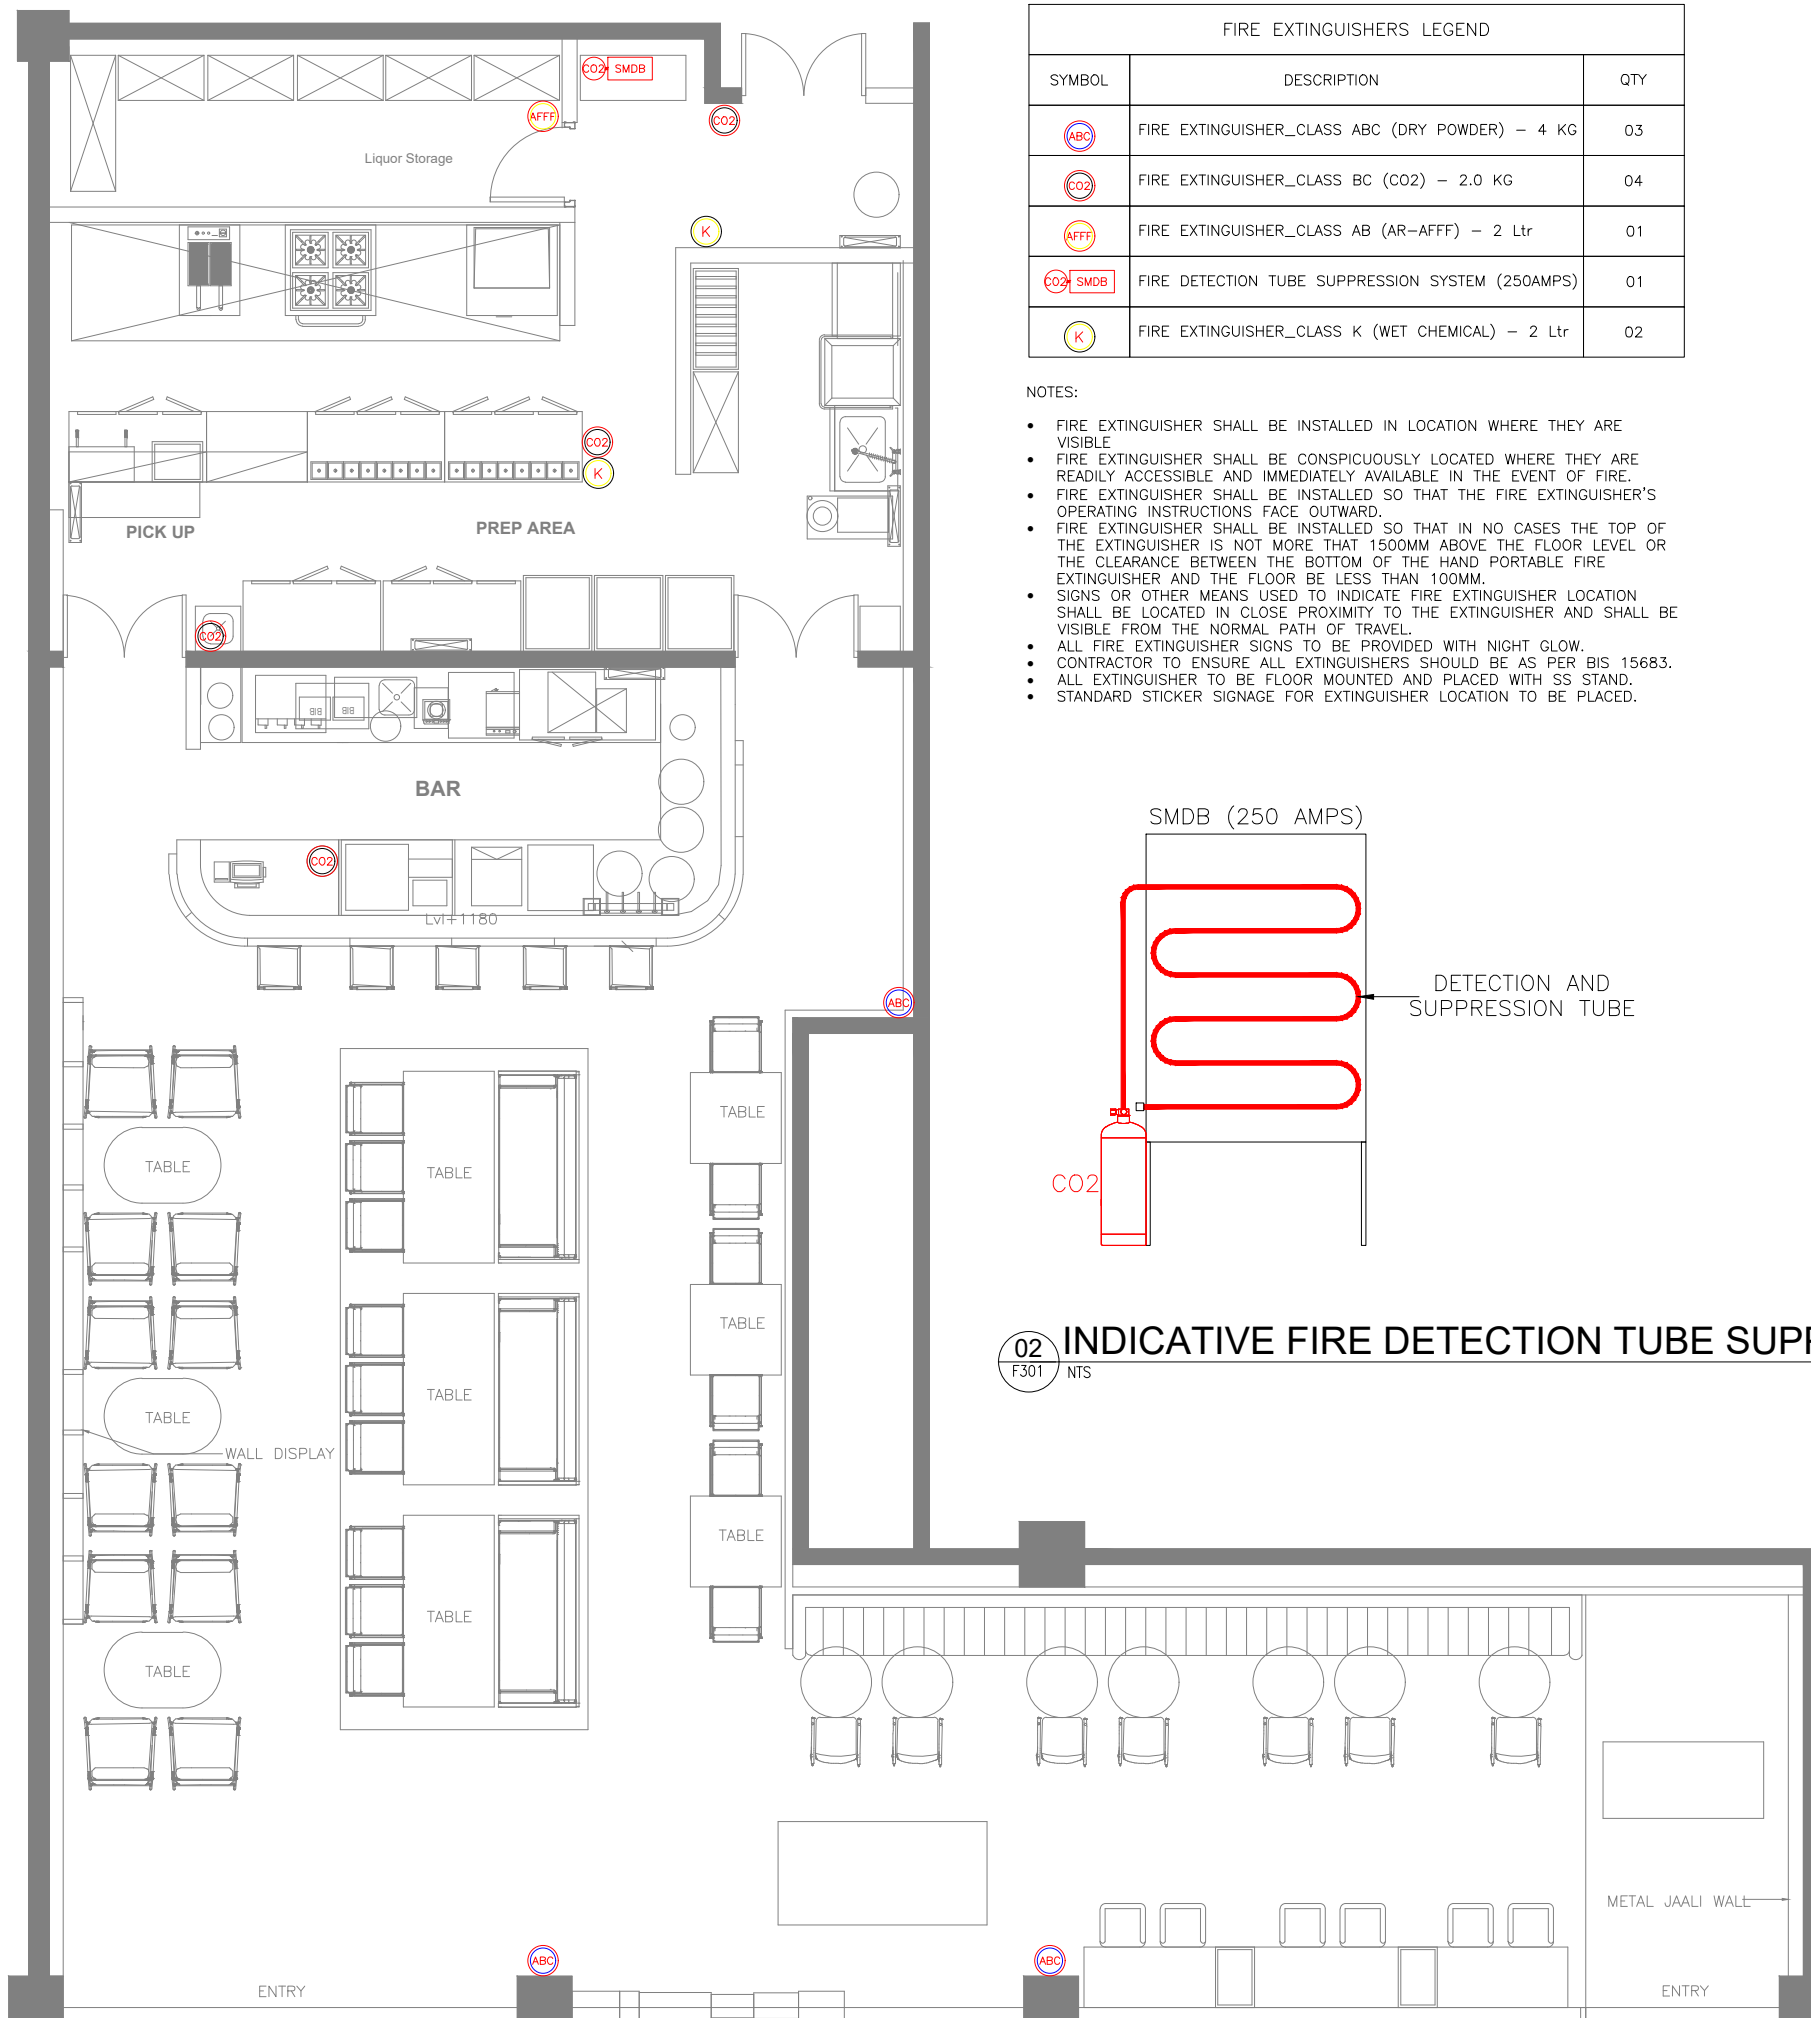 FIRE EXTINGUISHERS LEGEND
SYMBOL DESCRIPTION QTY
ABC FIRE EXTINGUISHER_CLASS ABC (DRY POWDER) – 4 KG 03
CO2 FIRE EXTINGUISHER_CLASS BC (CO2) – 2.0 KG 04
AFFF FIRE EXTINGUISHER_CLASS AB (AR–AFFF) – 2 Ltr 01
CO2 SMDB FIRE DETECTION TUBE SUPPRESSION SYSTEM (250AMPS) 01
K FIRE EXTINGUISHER_CLASS K (WET CHEMICAL) – 2 Ltr 02
NOTES:
• FIRE EXTINGUISHER SHALL BE INSTALLED IN LOCATION WHERE THEY ARE
VISIBLE
• FIRE EXTINGUISHER SHALL BE CONSPICUOUSLY LOCATED WHERE THEY ARE
READILY ACCESSIBLE AND IMMEDIATELY AVAILABLE IN THE EVENT OF FIRE.
• FIRE EXTINGUISHER SHALL BE INSTALLED SO THAT THE FIRE EXTINGUISHER'S
OPERATING INSTRUCTIONS FACE OUTWARD.
• FIRE EXTINGUISHER SHALL BE INSTALLED SO THAT IN NO CASES THE TOP OF
THE EXTINGUISHER IS NOT MORE THAT 1500MM ABOVE THE FLOOR LEVEL OR
THE CLEARANCE BETWEEN THE BOTTOM OF THE HAND PORTABLE FIRE
EXTINGUISHER AND THE FLOOR BE LESS THAN 100MM.
• SIGNS OR OTHER MEANS USED TO INDICATE FIRE EXTINGUISHER LOCATION
SHALL BE LOCATED IN CLOSE PROXIMITY TO THE EXTINGUISHER AND SHALL BE
VISIBLE FROM THE NORMAL PATH OF TRAVEL.
• ALL FIRE EXTINGUISHER SIGNS TO BE PROVIDED WITH NIGHT GLOW.
• CONTRACTOR TO ENSURE ALL EXTINGUISHERS SHOULD BE AS PER BIS 15683.
• ALL EXTINGUISHER TO BE FLOOR MOUNTED AND PLACED WITH SS STAND.
• STANDARD STICKER SIGNAGE FOR EXTINGUISHER LOCATION TO BE PLACED.
SMDB (250 AMPS)
DETECTION AND
SUPPRESSION TUBE
CO2
02
F301
INDICATIVE FIRE DETECTION TUBE SUPP
NTS
CO2 SMDB
AFFF
CO2
Liquor Storage
K
CO2
K
PICK UP
PREP AREA
CO2
BIB
BIB
BAR
CO2
Lvl+1180
ABC
TABLE
TABLE
TABLE
TABLE
TABLE
TABLE
WALL DISPLAY
TABLE
TABLE
TABLE
METAL JAALI WALL
ABC
ABC
ENTRY
ENTRY